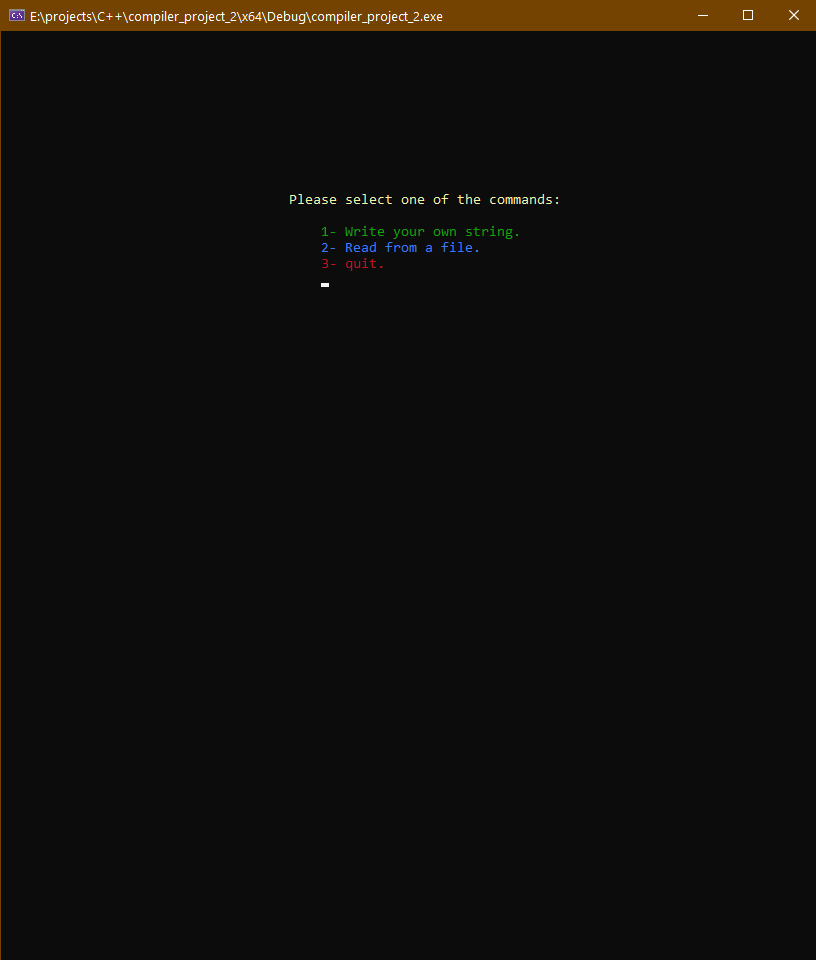 E:\projects\C++\compiler_project_2\x64\Debug\compiler_project_2.exe
Please select one of the commands:
1- Write your own string.
2- Read from a file.
3- quit.